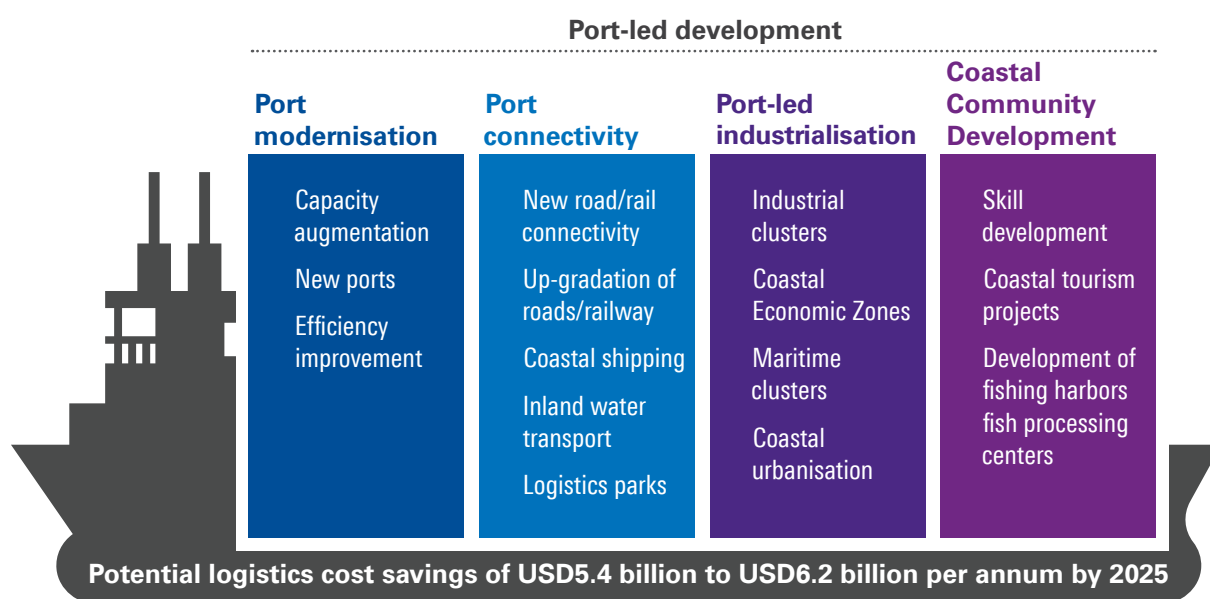 Port-led development
Port
modernisation
Capacity
augmentation
New ports
Efficiency
improvement
Port
connectivity
New road/rail
connectivity
Up-gradation of
roads/railway
Coastal shipping
Inland water
transport
Logistics parks
Port-led
industrialisation
Industrial
clusters
Coastal
Economic Zones
Maritime
clusters
Coastal
urbanisation
Coastal
Community
Development
Skill
development
Coastal tourism
projects
Development of
fishing harbors
fish processing
centers
Potential logistics cost savings of USD5.4 billion to USD6.2 billion per annum by 2025